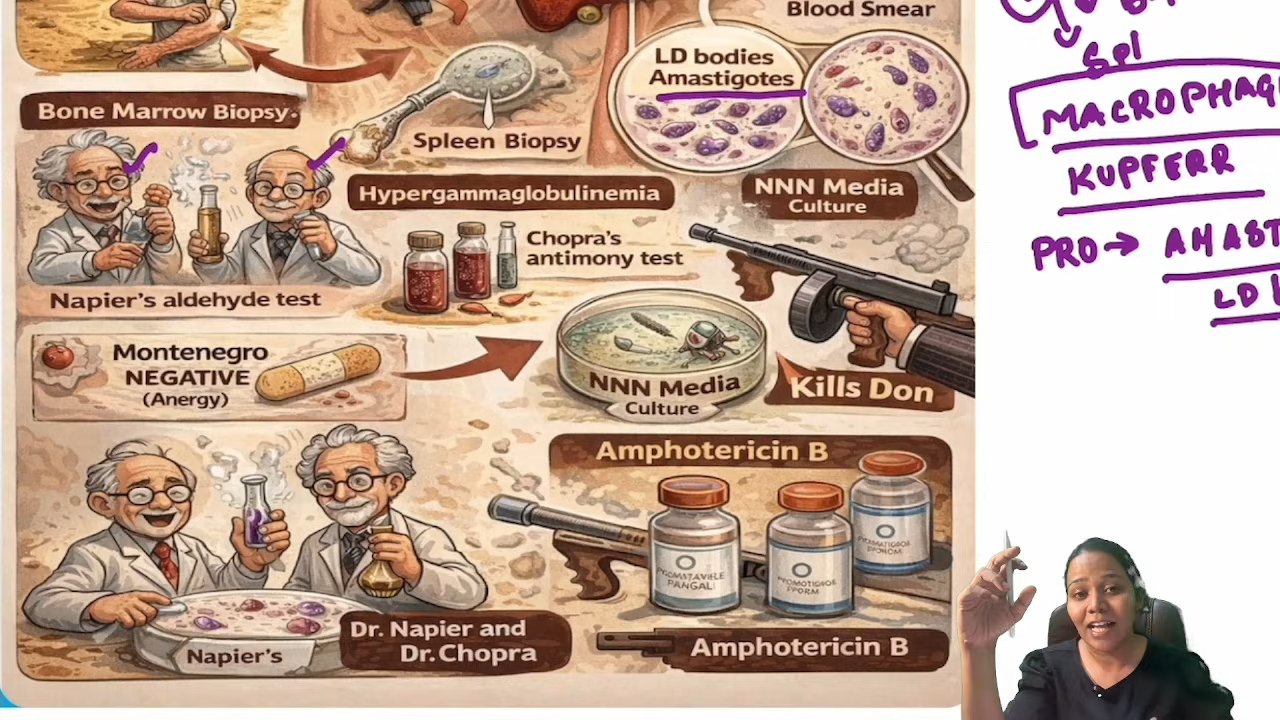 Blood Smear
LD bodies
Amastigotes
Bone Marrow Biopsy
Spleen Biopsy
Hypergammaglobulinemia
NNN Media
Culture
Chopra's
antimony test
Napier's aldehyde test
Montenegro
NEGATIVE
(Anergy)
NNN Media
Culture
Kills Don
Amphotericin B
Dr. Napier and
Dr. Chopra
Napier's
Amphotericin B
Spl
MACROPHAG
KUPFERR
PRO→ AMAST
LD